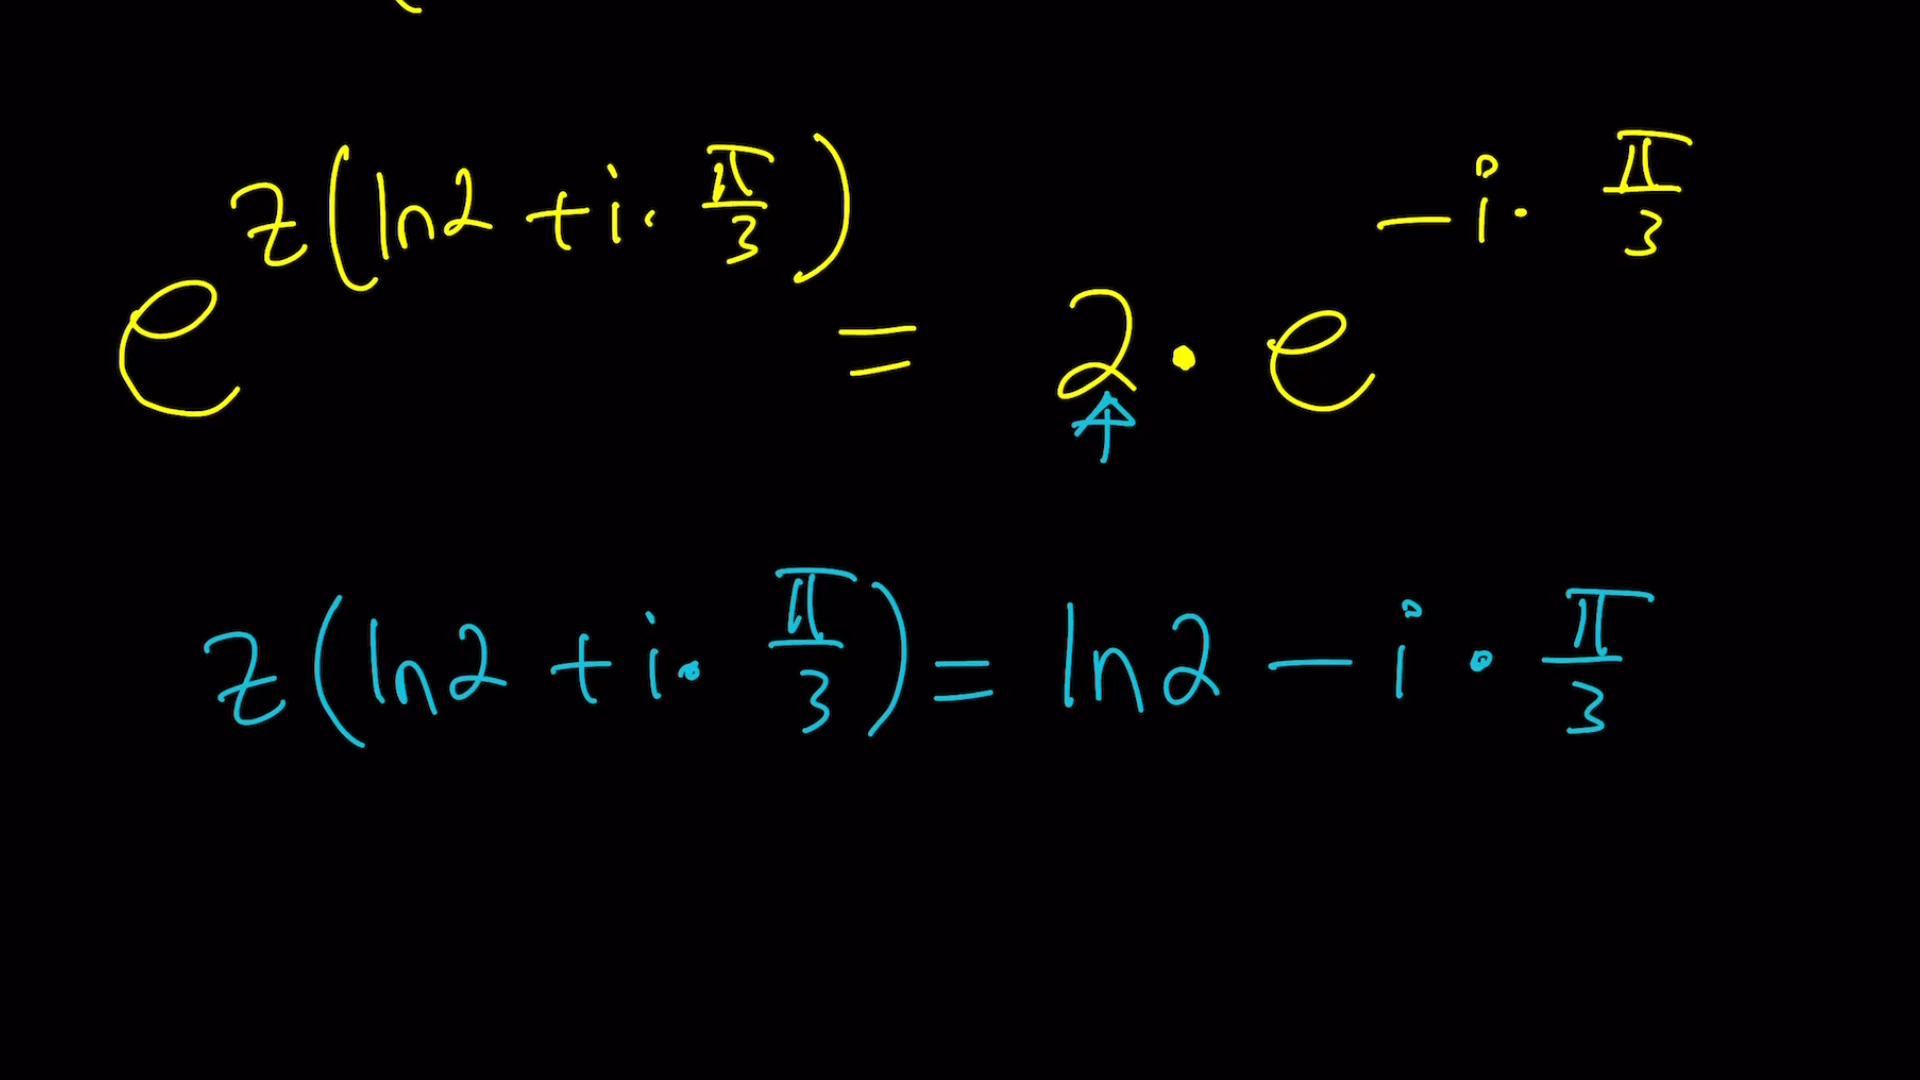 e^{z(ln2 + i · π/3)} = 2 · e^{-i · π/3}
z(ln2 + i · π/3) = ln2 - i · π/3